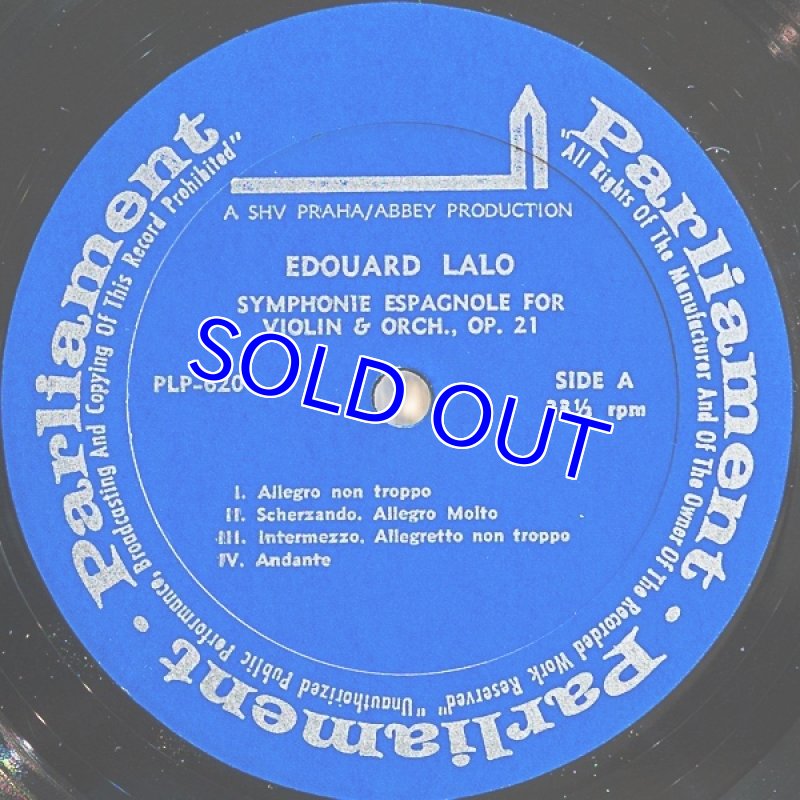 Parliament
Parliament
Parliament
"All Rights Of The Manufacturer And Of The Owner Of The Recorded Work Reserved" "Unauthorized Public Performance, Broadcasting And Copying Of This Record Prohibited"
A SHV PRAHA/ABBEY PRODUCTION
EDOUARD LALO
SYMPHONIE ESPAGNOLE FOR
VIOLIN & ORCH., OP. 21
SOLD OUT
SIDE A
33⅓ rpm
I. Allegro non troppo
II. Scherzando. Allegro Molto
III. Intermezzo. Allegretto non troppo
IV. Andante